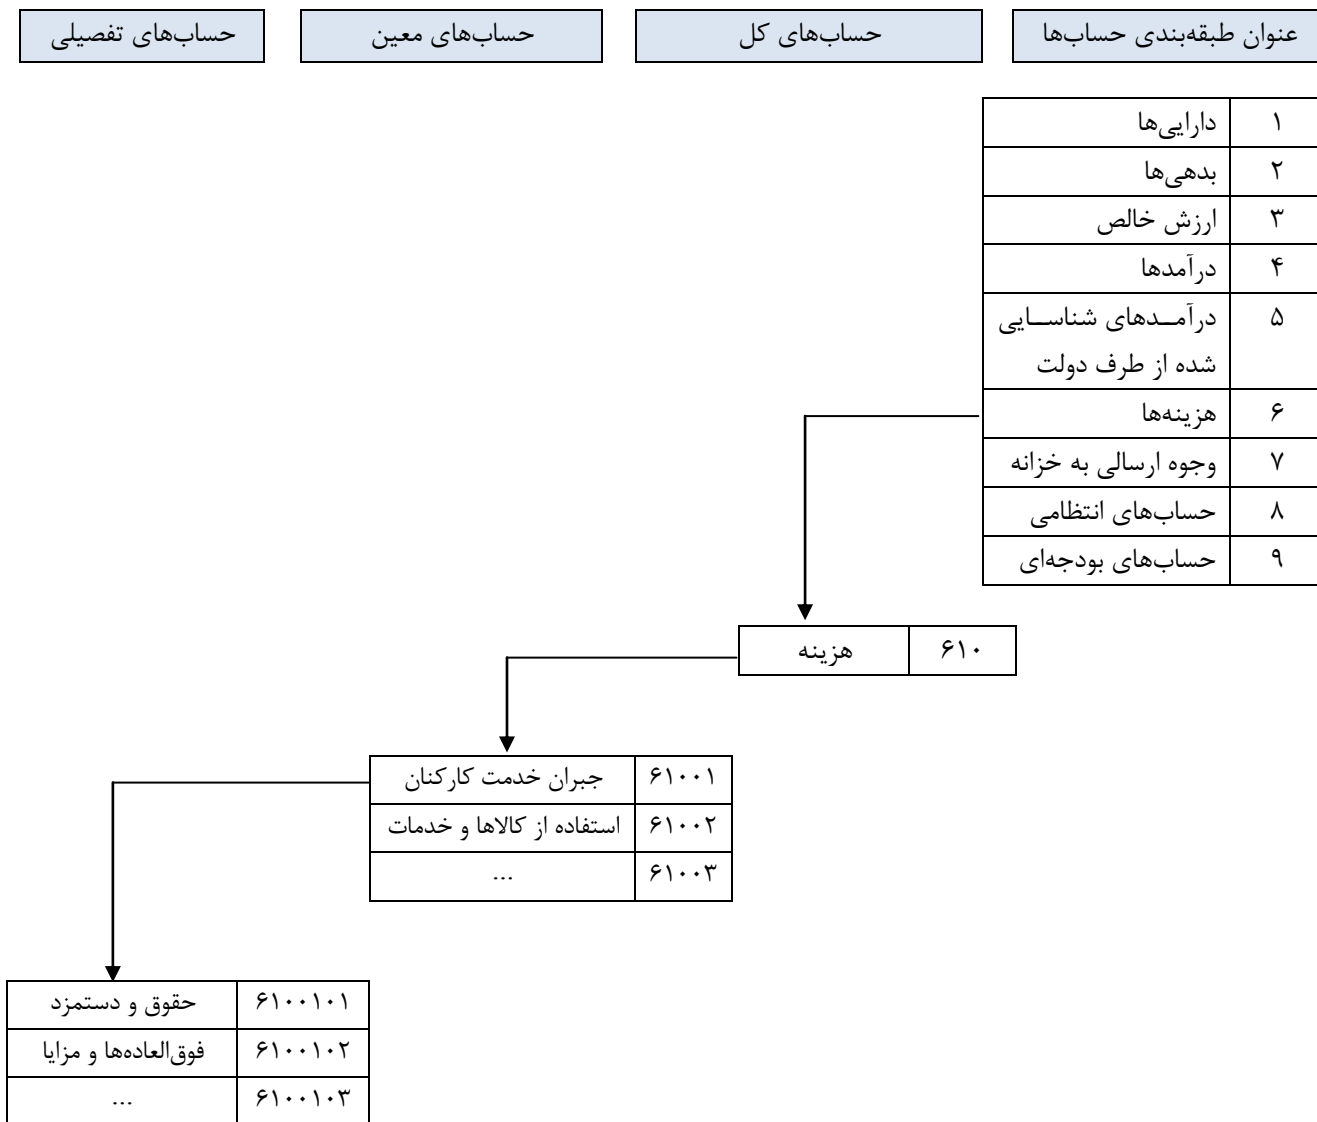 عنوان طبقه‌بندی حساب‌ها
حساب‌های کل
حساب‌های معین
حساب‌های تفصیلی
۱ دارایی‌ها
۲ بدهی‌ها
۳ ارزش خالص
۴ درآمدها
۵ درآمـدهای شناسـایی
شده از طرف دولت
۶ هزینه‌ها
۷ وجوه ارسالی به خزانه
۸ حساب‌های انتظامی
۹ حساب‌های بودجه‌ای
۶۱۰ هزینه
۶۱۰۰۱ جبران خدمت کارکنان
۶۱۰۰۲ استفاده از کالاها و خدمات
۶۱۰۰۳ ...
۶۱۰۰۱۰۱ حقوق و دستمزد
۶۱۰۰۱۰۲ فوق‌العاده‌ها و مزایا
۶۱۰۰۱۰۳ ...